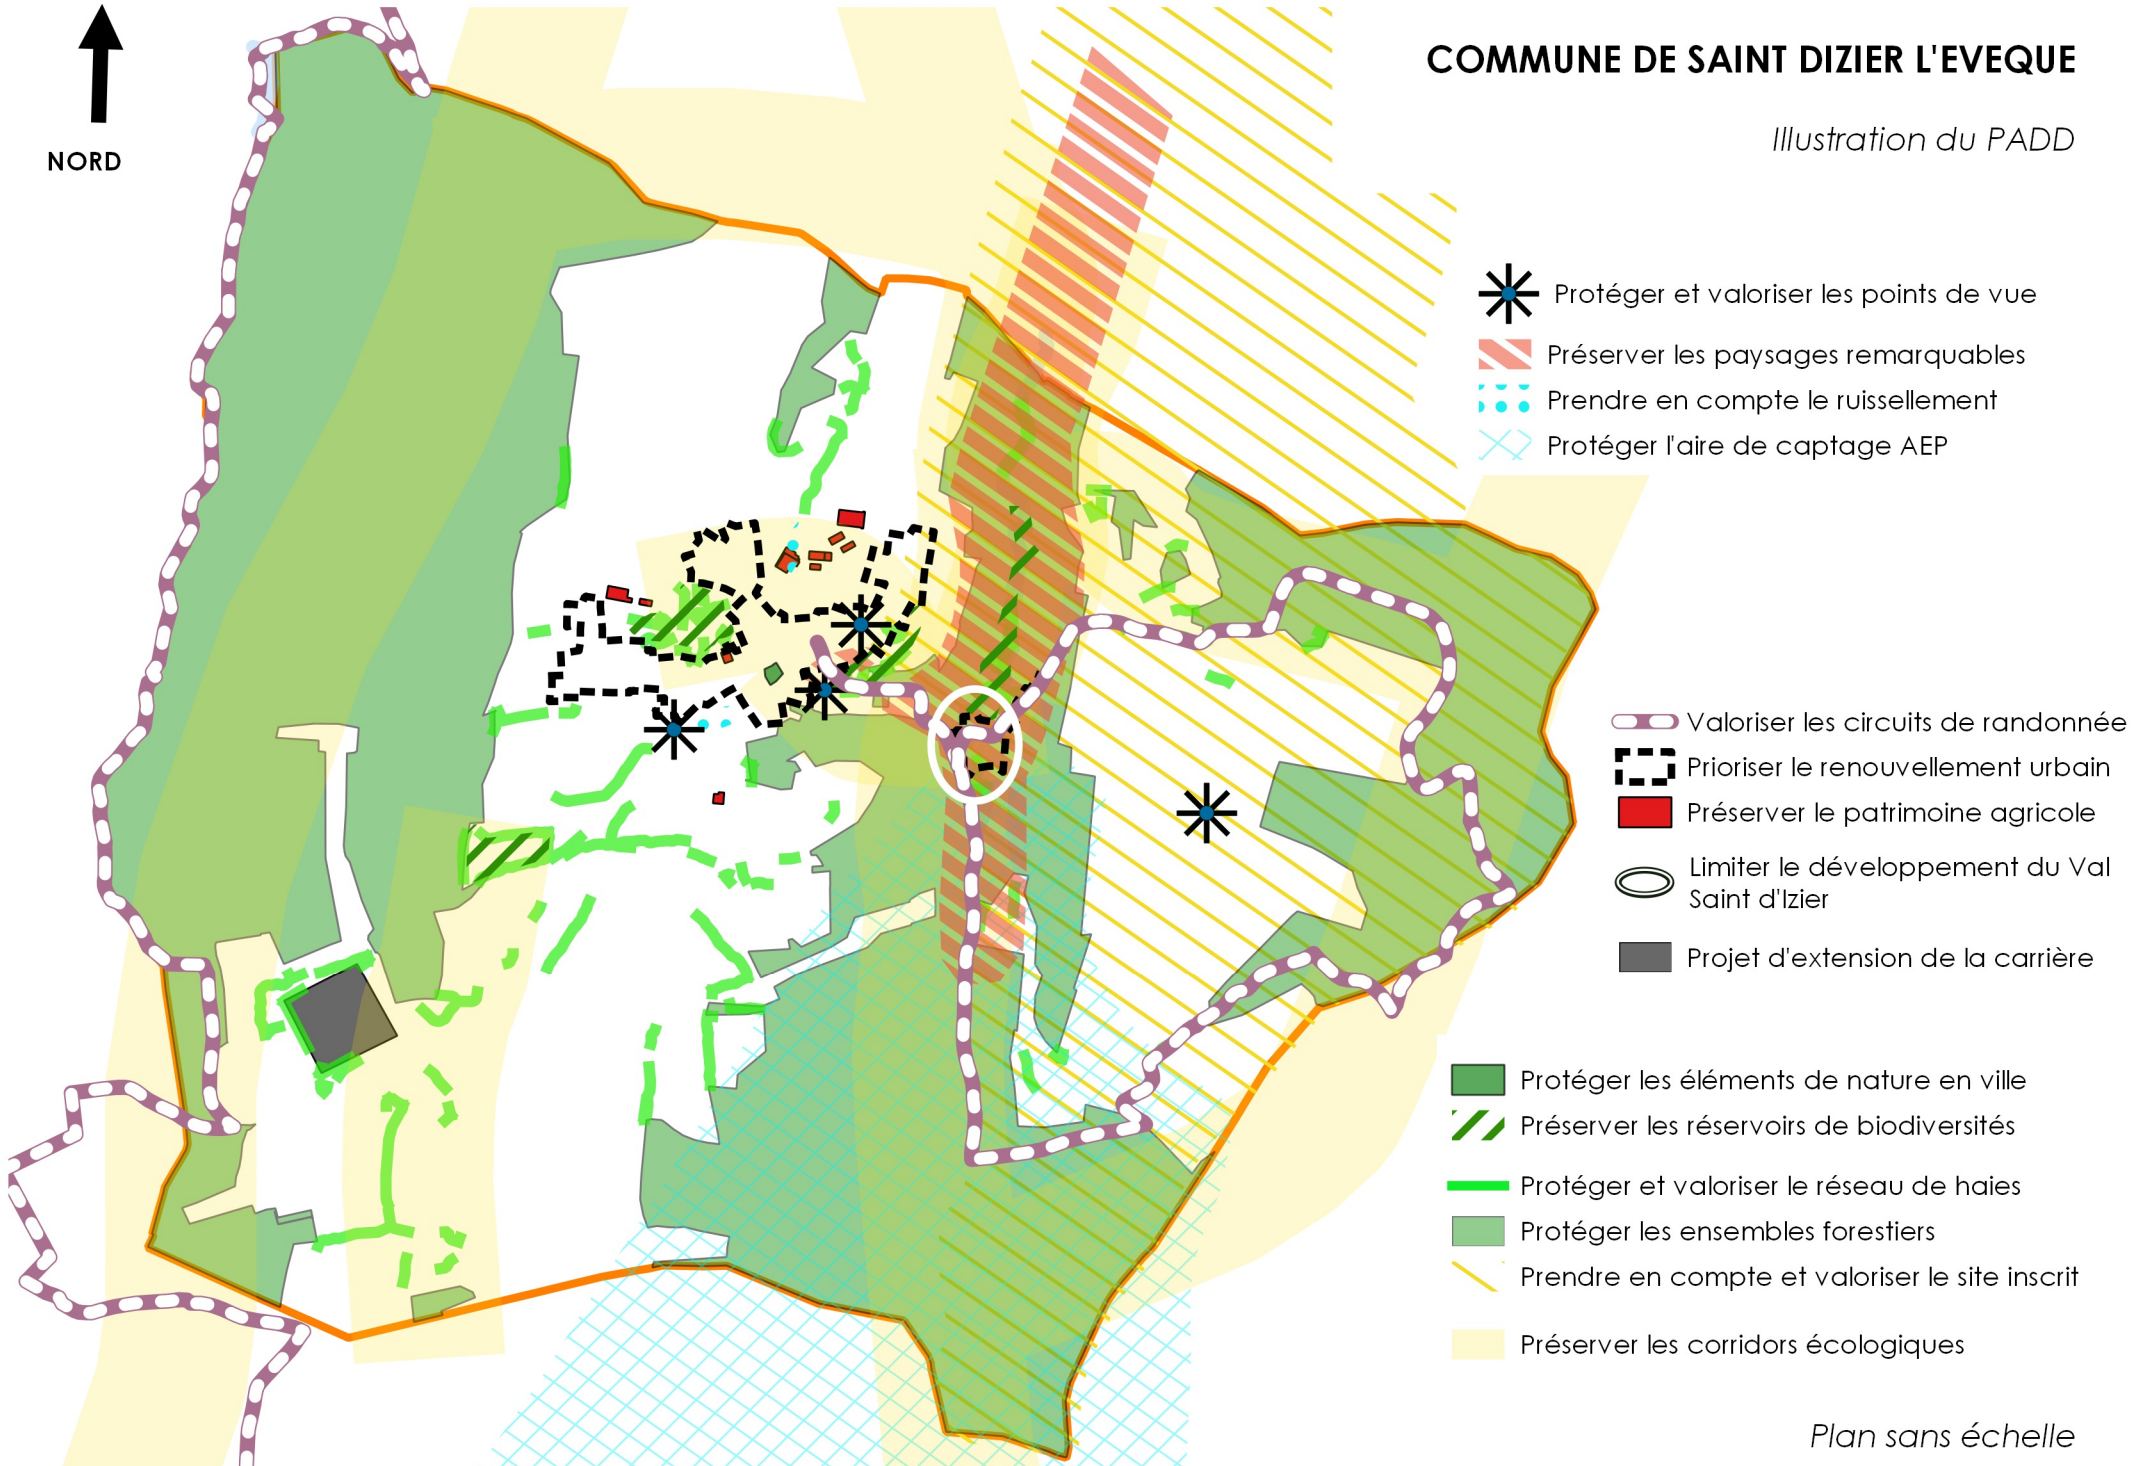 COMMUNE DE SAINT DIZIER L'EVEQUE
Illustration du PADD
NORD
Protéger et valoriser les points de vue
Préserver les paysages remarquables
Prendre en compte le ruissellement
Protéger l'aire de captage AEP
Valoriser les circuits de randonnée
Prioriser le renouvellement urbain
Préserver le patrimoine agricole
Limiter le développement du Val
Saint d'Izier
Projet d'extension de la carrière
Protéger les éléments de nature en ville
Préserver les réservoirs de biodiversités
Protéger et valoriser le réseau de haies
Protéger les ensembles forestiers
Prendre en compte et valoriser le site inscrit
Préserver les corridors écologiques
Plan sans échelle